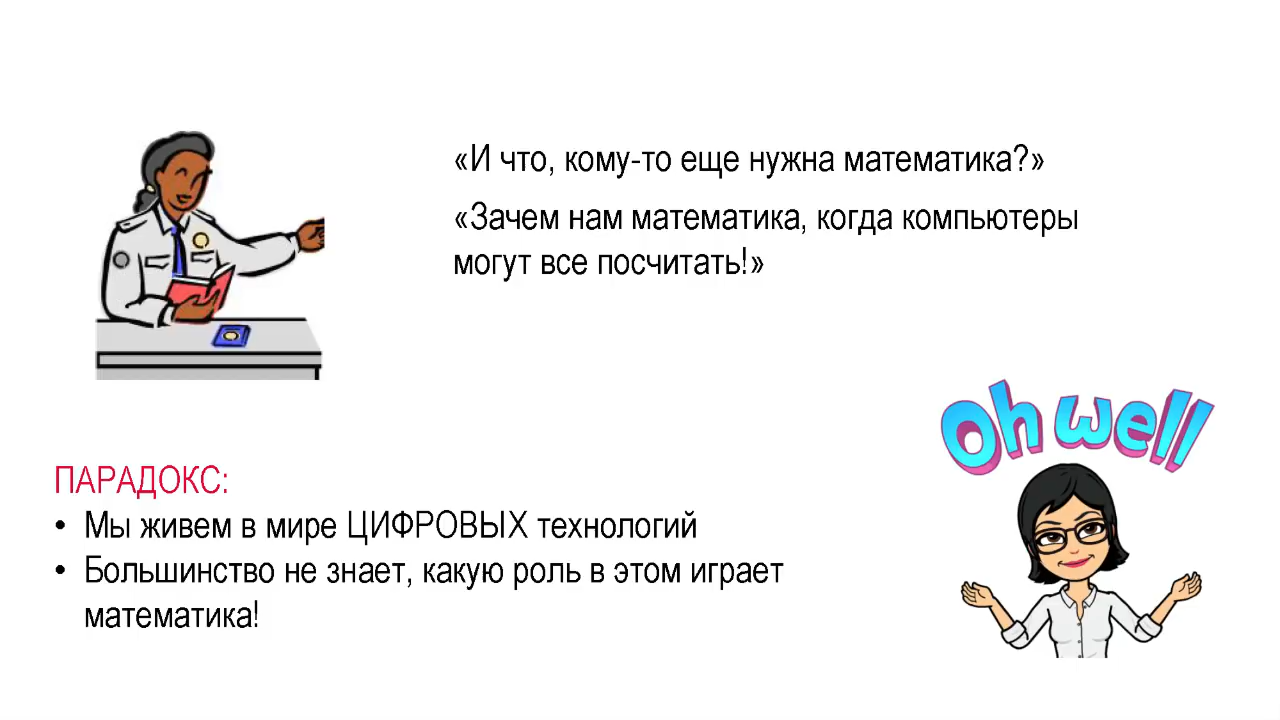 «И что, кому-то еще нужна математика?»
«Зачем нам математика, когда компьютеры
могут все посчитать!»
Oh well
ПАРАДОКС:
• Мы живем в мире ЦИФРОВЫХ технологий
• Большинство не знает, какую роль в этом играет
математика!